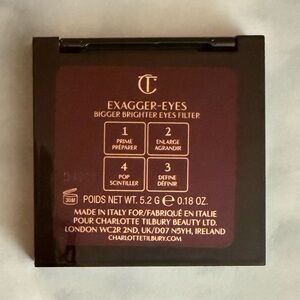 CT
EXAGGER-EYES
BIGGER BRIGHTER EYES FILTER
1
PRIME
PRÉPARER
2
ENLARGE
AGRANDIR
4
POP
SCINTILLER
3
DEFINE
DÉFINIR
30M
POIDS NET WT. 5.2 G e 0.18 OZ.
MADE IN ITALY FOR/FABRIQUÉ EN ITALIE
POUR CHARLOTTE TILBURY BEAUTY LTD.
LONDON WC2R 2ND, UK/D07 N5YH, IRELAND
CHARLOTTETILBURY.COM